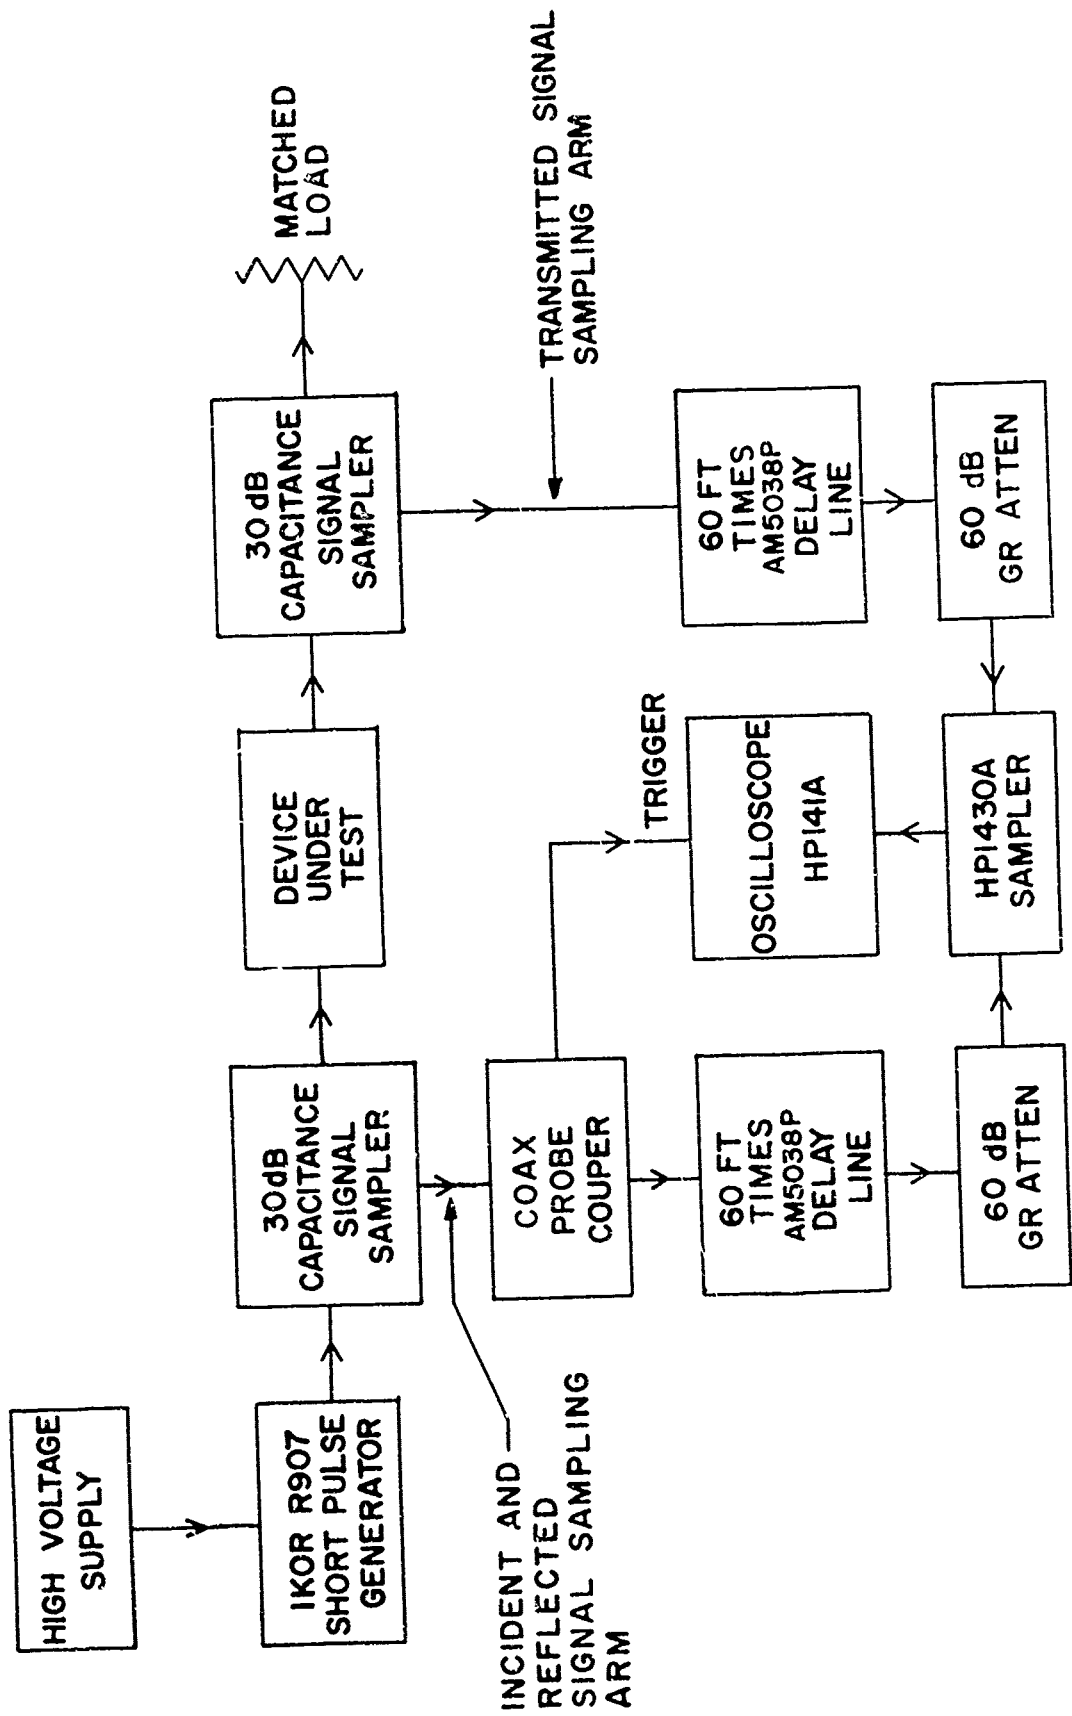 HIGH VOLTAGE
SUPPLY
IKOR R907
SHORT PULSE
GENERATOR
30dB
CAPACITANCE
SIGNAL
SAMPLER
DEVICE
UNDER
TEST
30 dB
CAPACITANCE
SIGNAL
SAMPLER
MATCHED
LOAD
INCIDENT AND
REFLECTED
SIGNAL SAMPLING
ARM
TRANSMITTED SIGNAL
SAMPLING ARM
COAX
PROBE
COUPER
TRIGGER
60 FT
TIMES
AM5038P
DELAY
LINE
OSCILLOSCOPE
HP141A
60 FT
TIMES
AM5038P
DELAY
LINE
60 dB
GR ATTEN
HP1430A
SAMPLER
60 dB
GR ATTEN